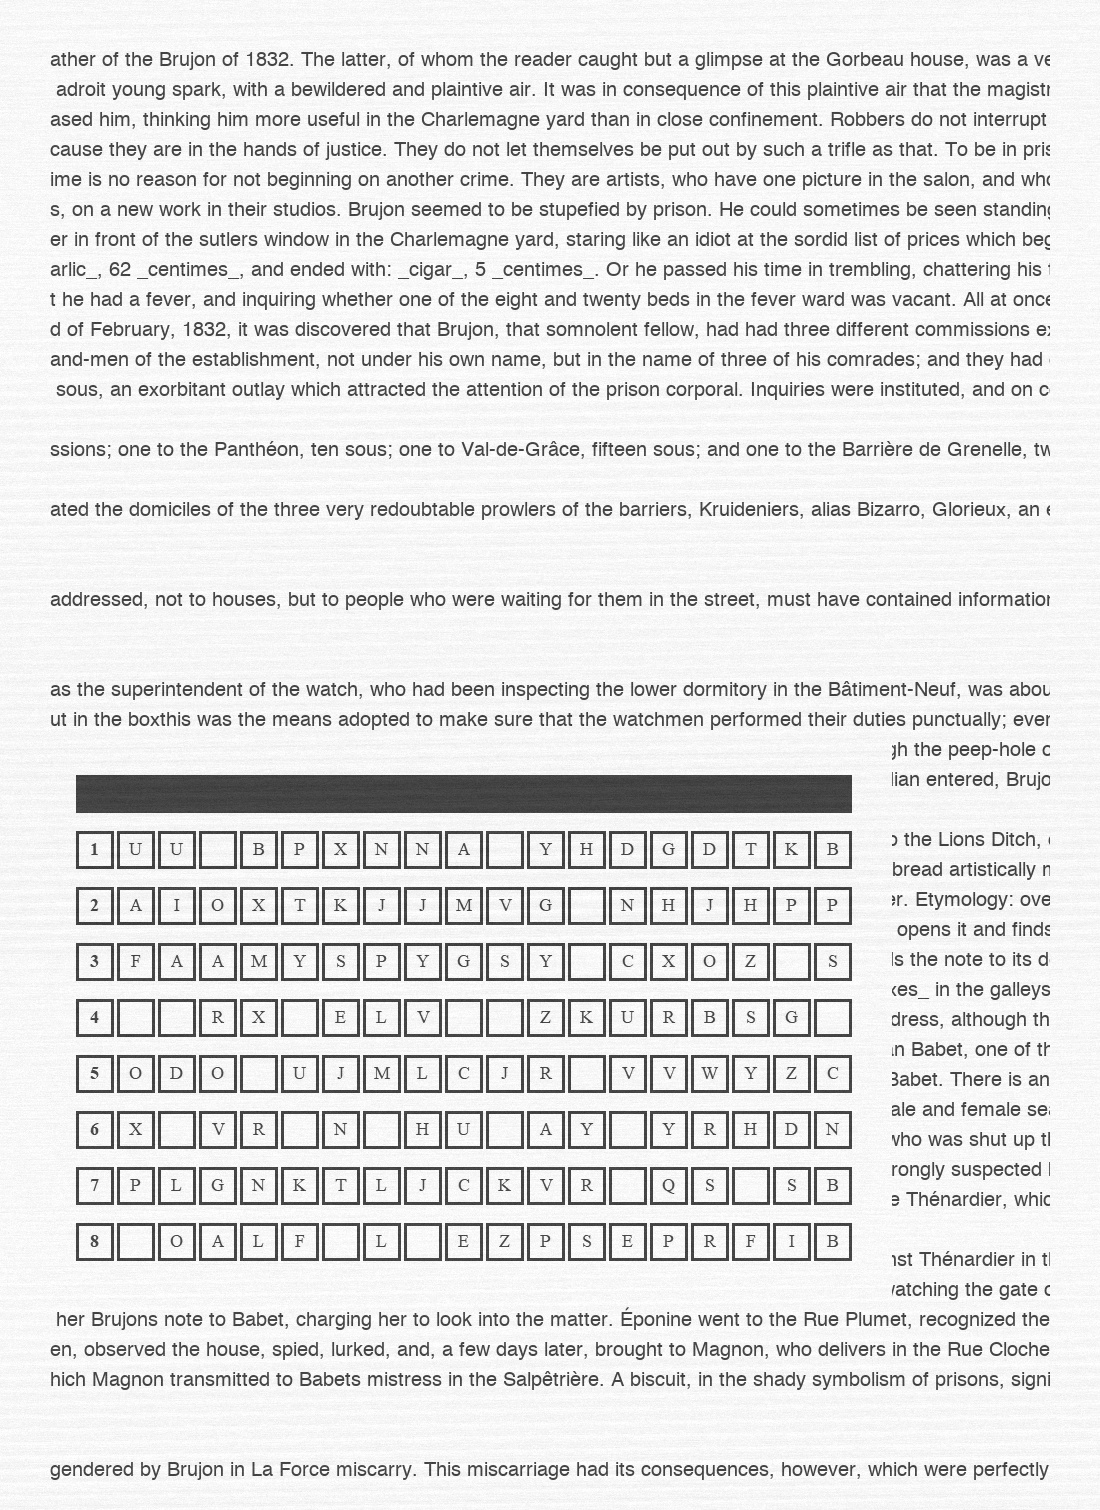 ather of the Brujon of 1832. The latter, of whom the reader caught but a glimpse at the Gorbeau house, was a
adroit young spark, with a bewildered and plaintive air. It was in consequence of this plaintive air that the
ased him, thinking him more useful in the Charlemagne yard than in close confinement. Robbers do not interrupt
cause they are in the hands of justice. They do not let themselves be put out by such a trifle as that. To be in
ime is no reason for not beginning on another crime. They are artists, who have one picture in the salon, and
s, on a new work in their studios. Brujon seemed to be stupefied by prison. He could sometimes be seen standing
er in front of the sutlers window in the Charlemagne yard, staring like an idiot at the sordid list of prices which
arlic_, 62 _centimes_, and ended with: _cigar_, 5 _centimes_. Or he passed his time in trembling, chattering his
t he had a fever, and inquiring whether one of the eight and twenty beds in the fever ward was vacant. All at once
d of February, 1832, it was discovered that Brujon, that somnolent fellow, had had three different commissions
and-men of the establishment, not under his own name, but in the name of three of his comrades; and they had
sous, an exorbitant outlay which attracted the attention of the prison corporal. Inquiries were instituted, and on
ssions; one to the Panthéon, ten sous; one to Val-de-Grâce, fifteen sous; and one to the Barrière de Grenelle,
ated the domiciles of the three very redoubtable prowlers of the barriers, Kruideniers, alias Bizarro, Glorieux, an
addressed, not to houses, but to people who were waiting for them in the street, must have contained information
as the superintendent of the watch, who had been inspecting the lower dormitory in the Bâtiment-Neuf, was
ut in the boxthis was the means adopted to make sure that the watchmen performed their duties punctually;
gh the peep-hole
lian entered,
1 U U B P X N N A Y H D G D T K B
2 A I O X T K J J M V G N H J H P P
3 F A A M Y S P Y G S Y C X O Z S
4 R X E L V Z K U R B S G
5 O D O U J M L C J R V V W Y Z C
6 X V R N H U A Y Y R H D N
7 P L G N K T L J C K V R Q S S B
8 O A L F L E Z P S E P R F I B
the Lions Ditch,
bread artistically
er. Etymology:
opens it and finds
ls the note to its
xes_ in the galleys
dress, although
an Babet, one of
Babet. There is an
ale and female
who was shut up
rongly suspected
e Thénardier,
nst Thénardier in
vatching the gate
her Brujons note to Babet, charging her to look into the matter. Éponine went to the Rue Plumet, recognized the
en, observed the house, spied, lurked, and, a few days later, brought to Magnon, who delivers in the Rue Cloche
hich Magnon transmitted to Babets mistress in the Salpêtrière. A biscuit, in the shady symbolism of prisons, signi
gendered by Brujon in La Force miscarry. This miscarriage had its consequences, however, which were perfectly